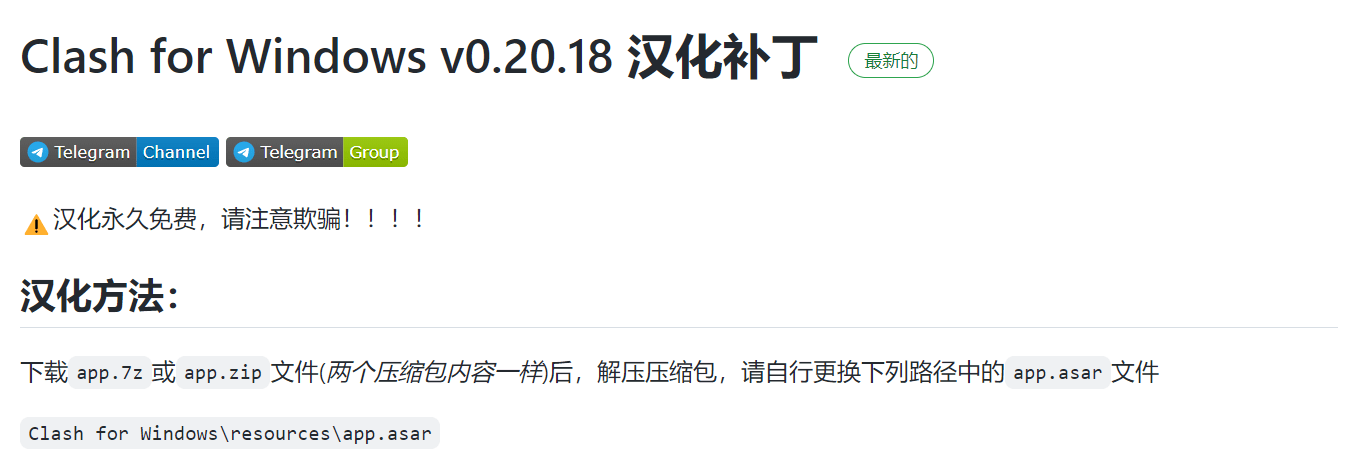 Clash for Windows v0.20.18 汉化补丁 最新的
Telegram Channel Telegram Group
汉化永久免费，请注意欺骗！！！！
汉化方法：
下载app.7z或app.zip文件(两个压缩包内容一样)后，解压压缩包，请自行更换下列路径中的app.asar文件
Clash for Windows\resources\app.asar